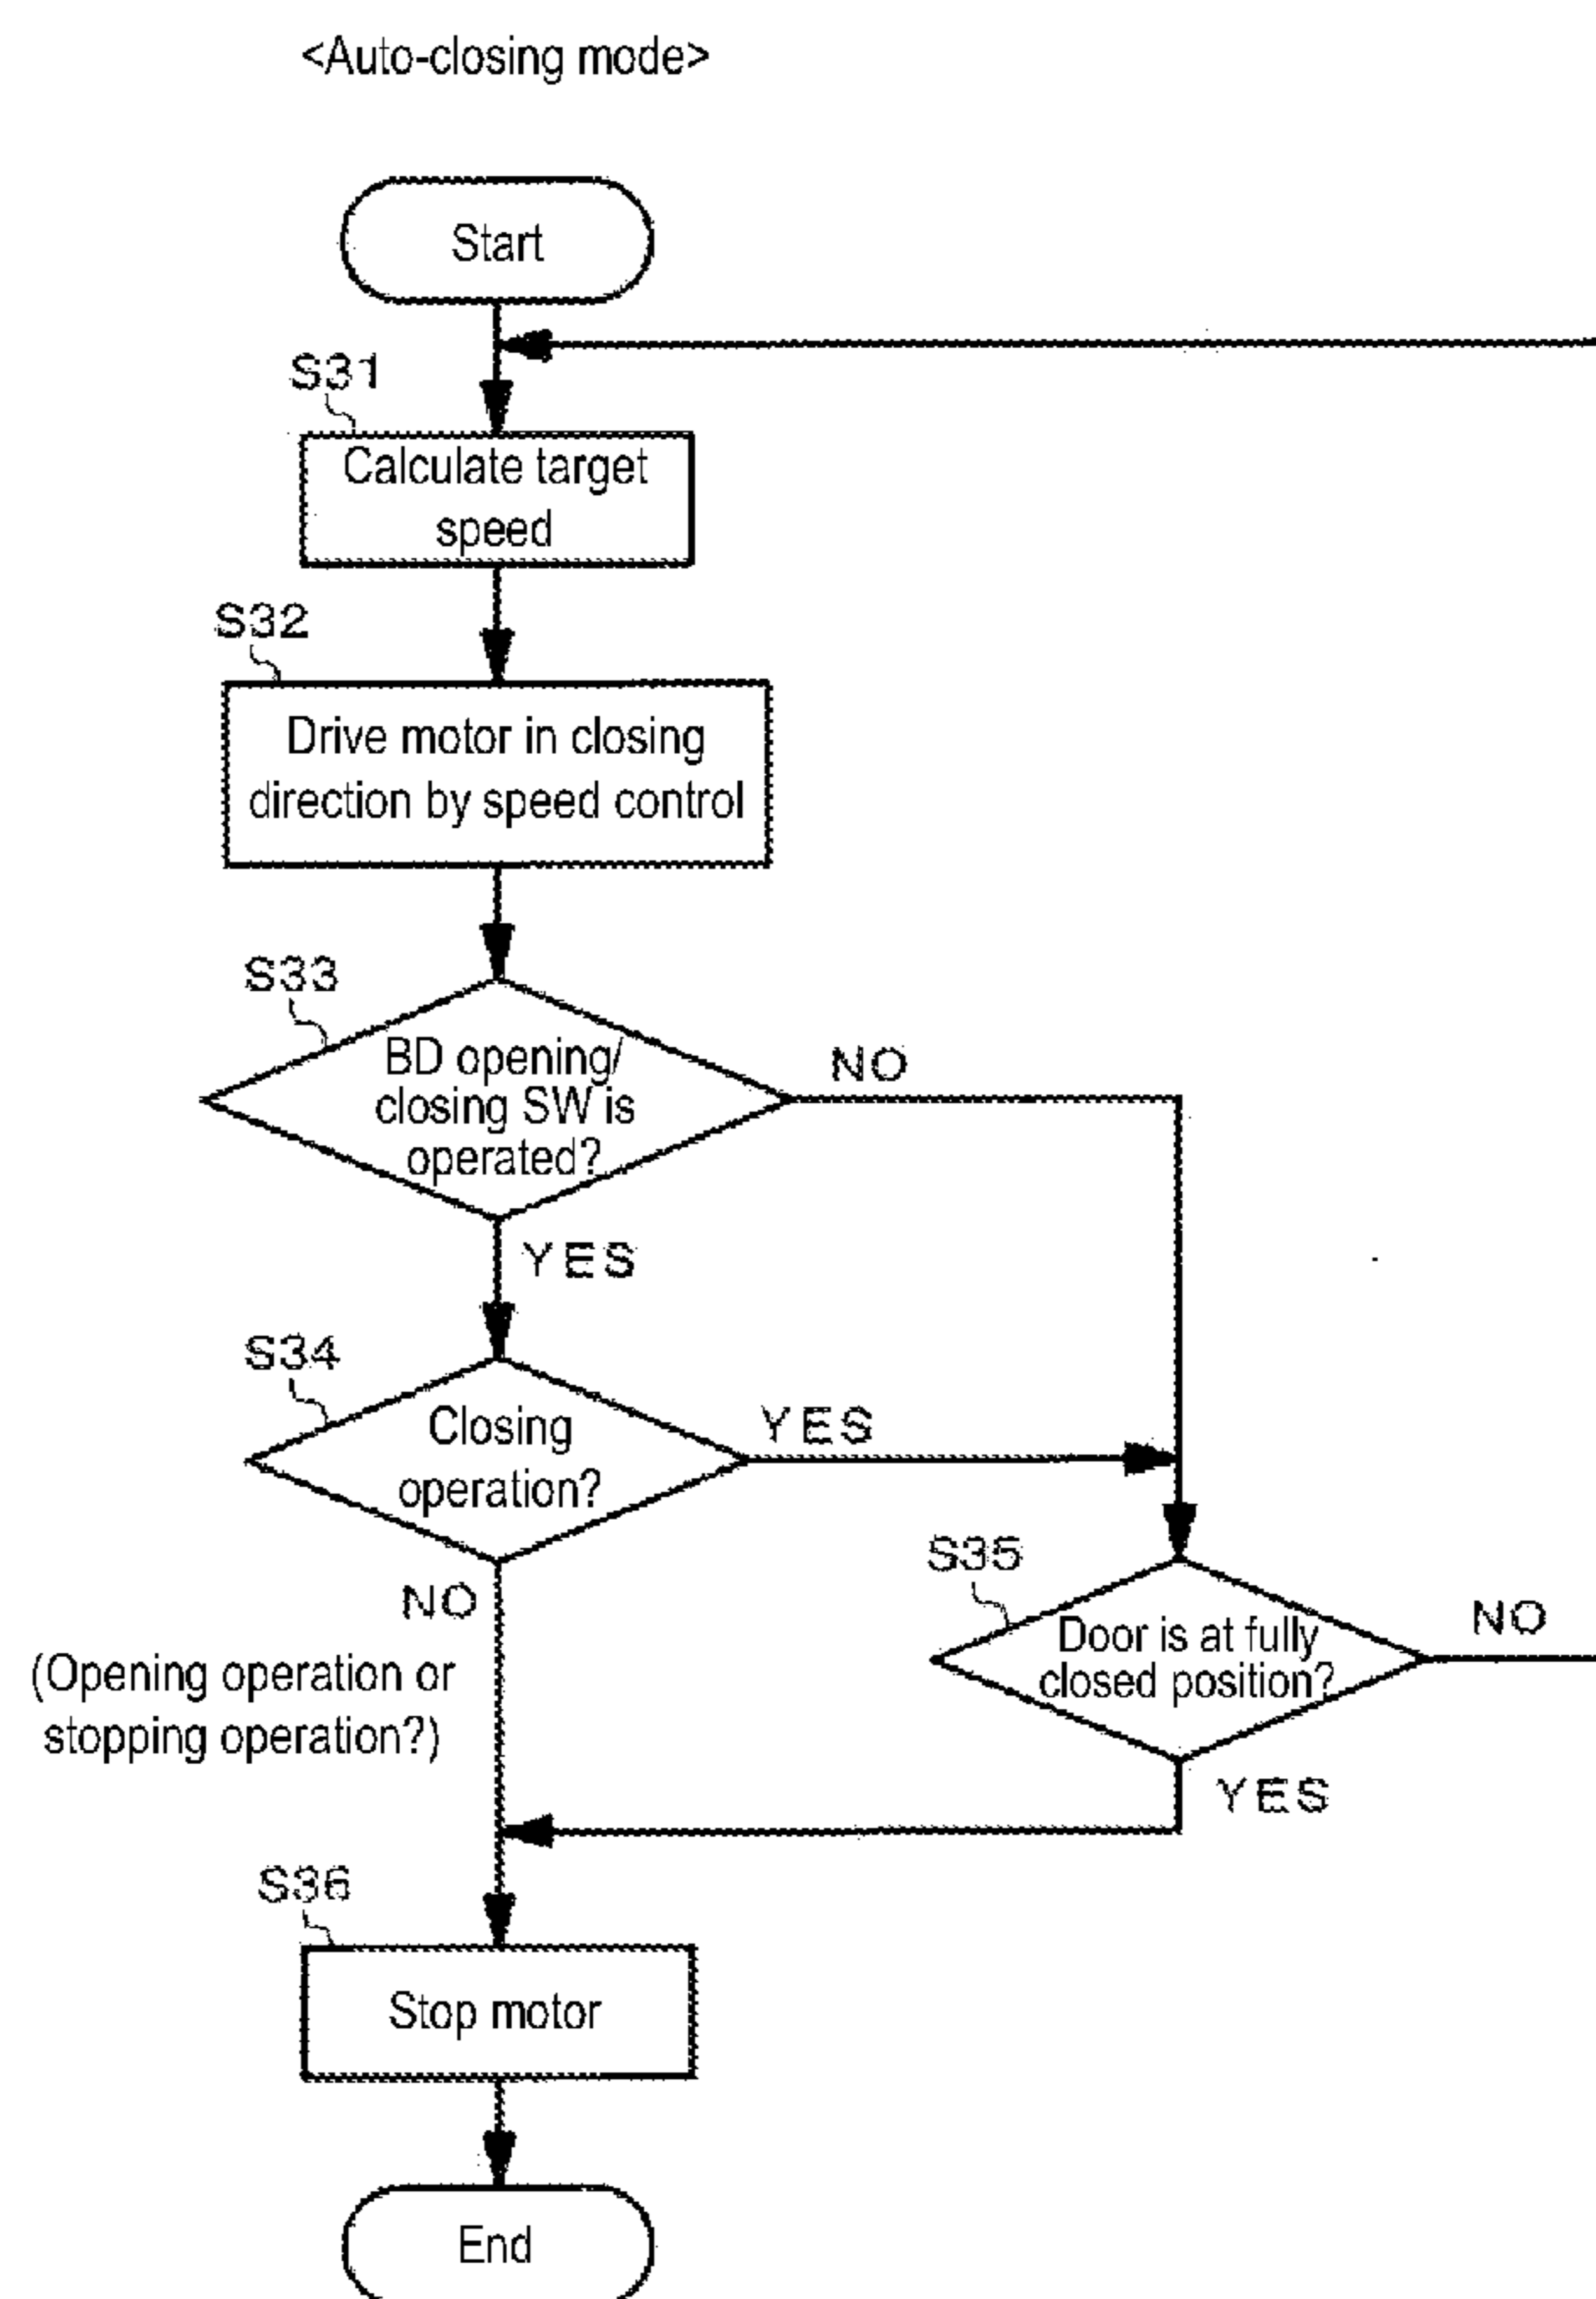 <Auto-closing mode>
Start
S31
Calculate target
speed
S32
Drive motor in closing
direction by speed control
S33
BD opening/
closing SW is
operated?
NO
YES
S34
Closing
operation?
YES
NO
(Opening operation or
stopping operation?)
S35
Door is at fully
closed position?
NO
YES
S36
Stop motor
End